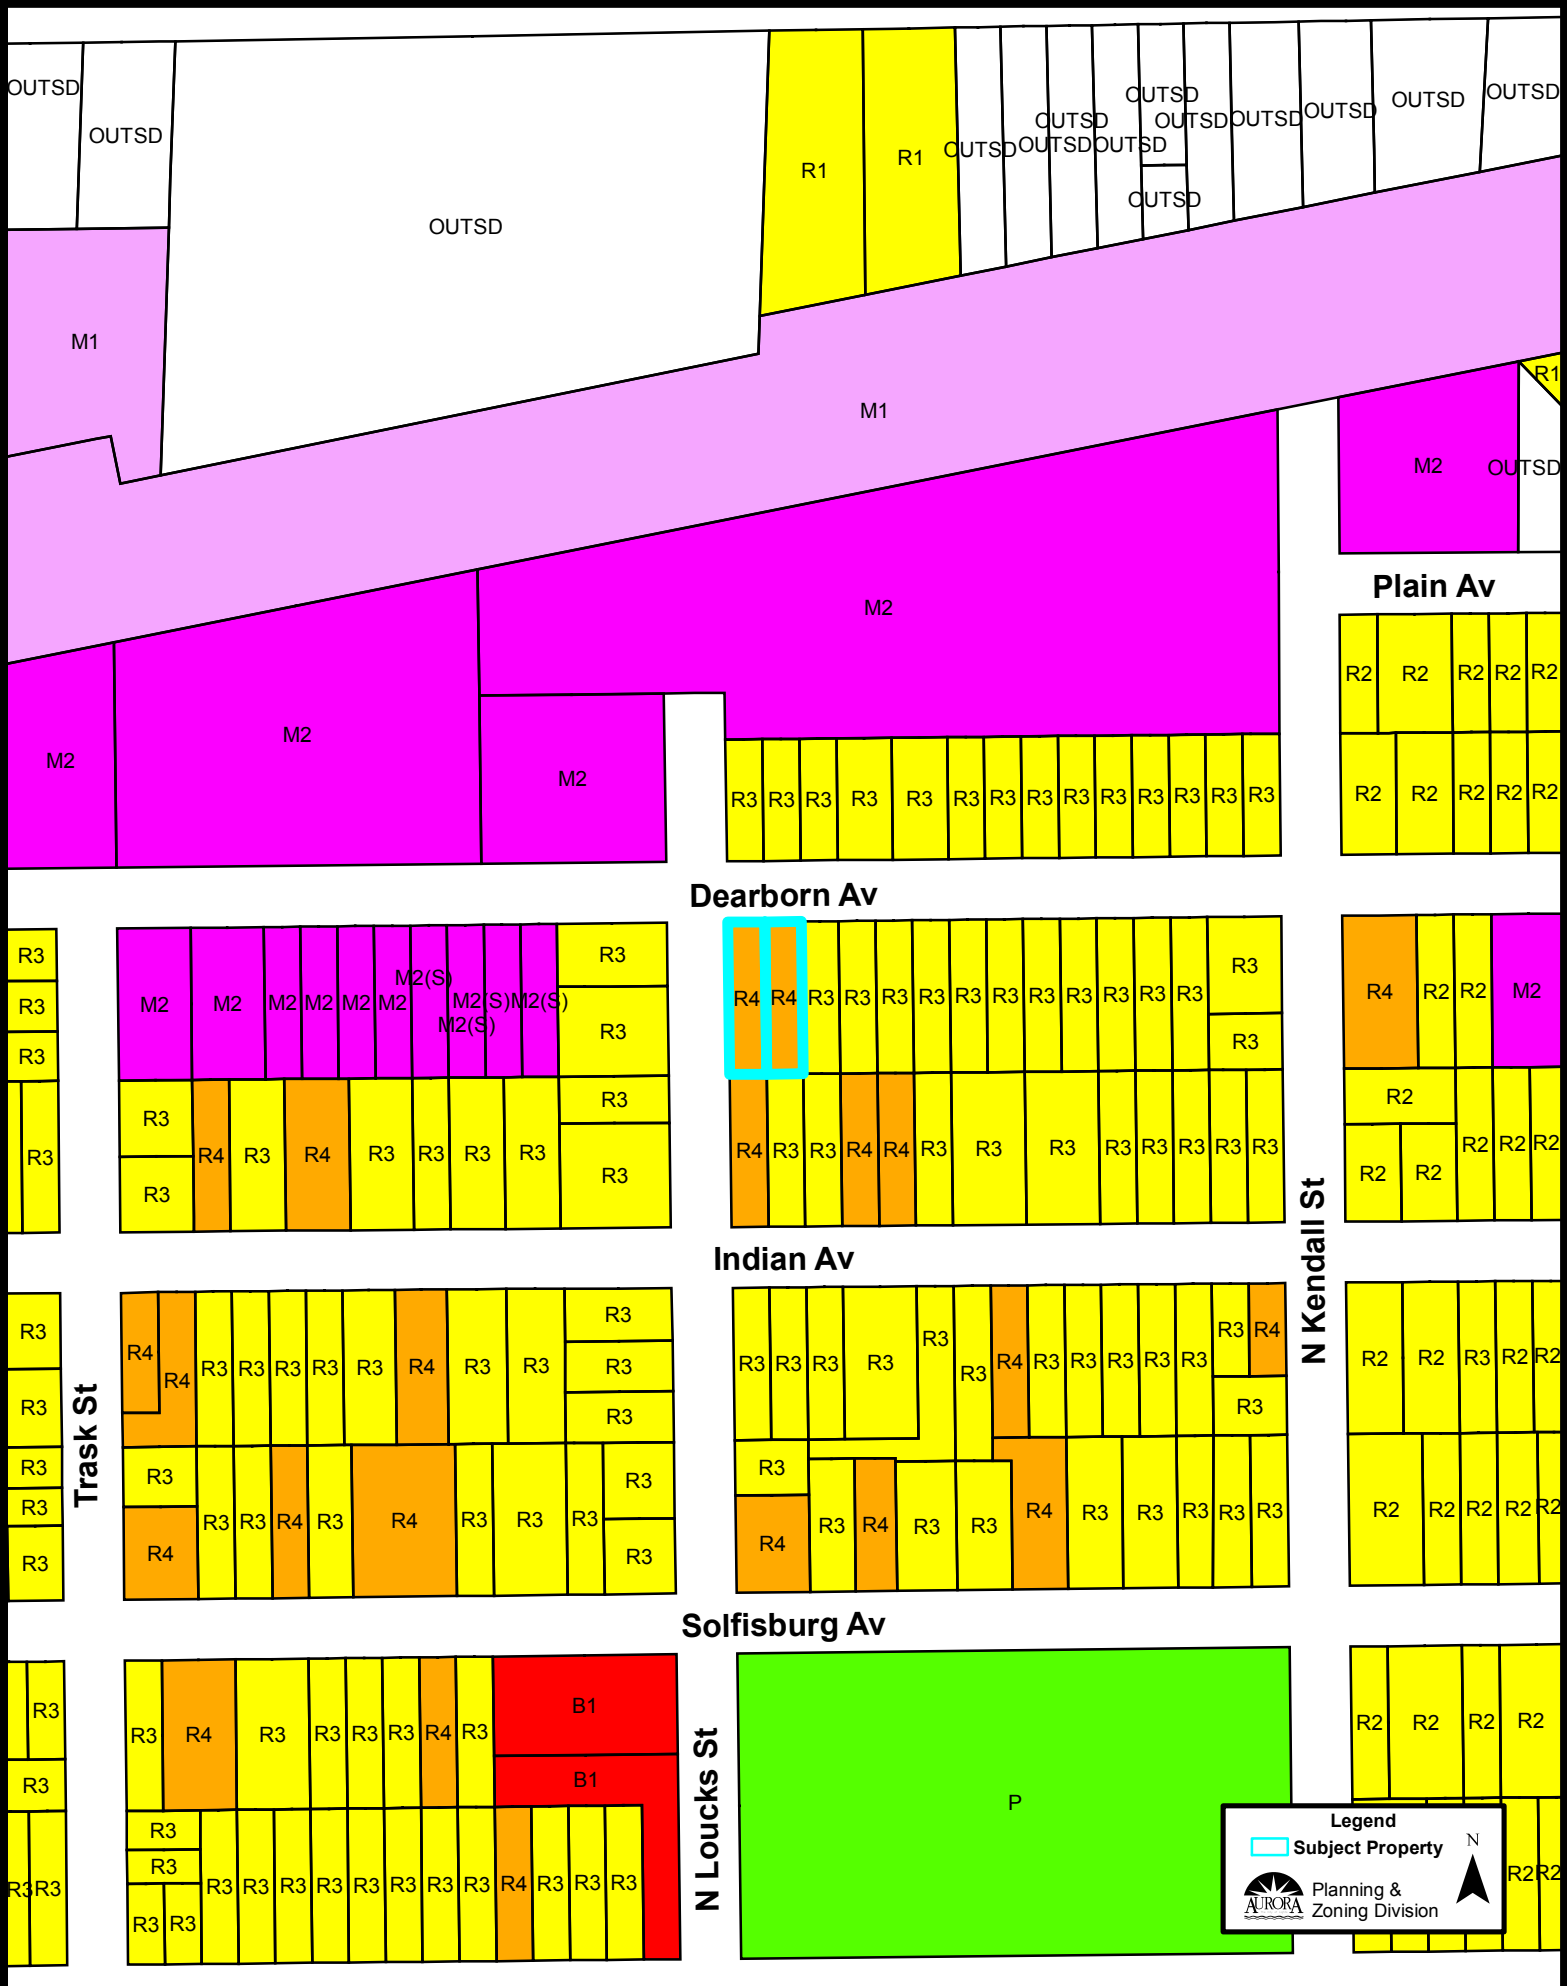 OUTSD
OUTSD
OUTSD
R1
R1
OUTSD
OUTSD
OUTSD
OUTSD
OUTSD
OUTSD
OUTSD
OUTSD
OUTSD
OUTSD
OUTSD
M1
M1
R1
M2
OUTSD
M2
Plain Av
R2 R2 R2 R2 R2
M2
M2
M2
R3 R3 R3 R3 R3 R3 R3 R3 R3 R3 R3 R3 R3 R3
R2 R2 R2 R2 R2
Dearborn Av
R3
R3
R3
R3
M2 M2 M2 M2 M2 M2 M2(S) M2(S) M2(S) M2(S)
R3
R3
R4 R4 R3 R3 R3 R3 R3 R3 R3 R3 R3 R3 R3
R3
R3
R4 R2 R2 M2
R3
R3
R4 R3 R4 R3 R3 R3 R3
R3
R3
R4 R3 R3 R4 R4 R3 R3 R3 R3 R3 R3 R3 R3
R2
R2 R2 R2 R2 R2
Indian Av
N Kendall St
R3
R3
R3
R3
R3
Trask St
R4 R4 R3 R3 R3 R3 R3 R4 R3 R3
R3
R3
R3
R3 R3 R3 R3 R3 R3 R4 R3 R3 R3 R3 R3 R3 R4
R3
R2 R2 R3 R2 R2
R3
R4
R3 R3 R4 R3 R4 R3 R3 R3
R3
R3
R3
R4
R3 R4 R3 R3 R4 R3 R3 R3 R3 R3
R2 R2 R2 R2 R2
Solfisburg Av
R3
R3
R3 R3
R3 R4 R3 R3 R3 R3 R4 R3
B1
B1
N Loucks St
P
R2 R2 R2 R2
R3
R3
R3 R3
R3 R3 R3 R3 R3 R3 R3 R3 R4 R3 R3 R3
R2 R2
Legend
Subject Property
N
AURORA
Planning &
Zoning Division